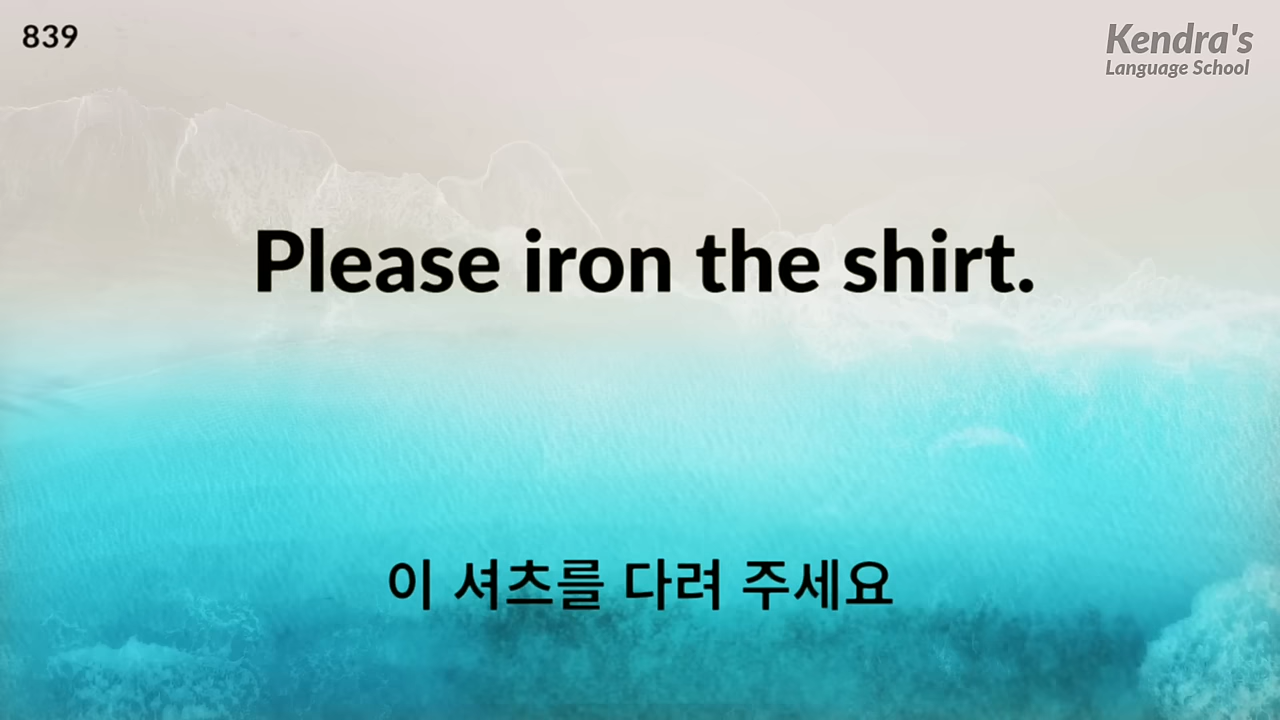 839
Kendra's
Language School
Please iron the shirt.
이 셔츠를 다려 주세요